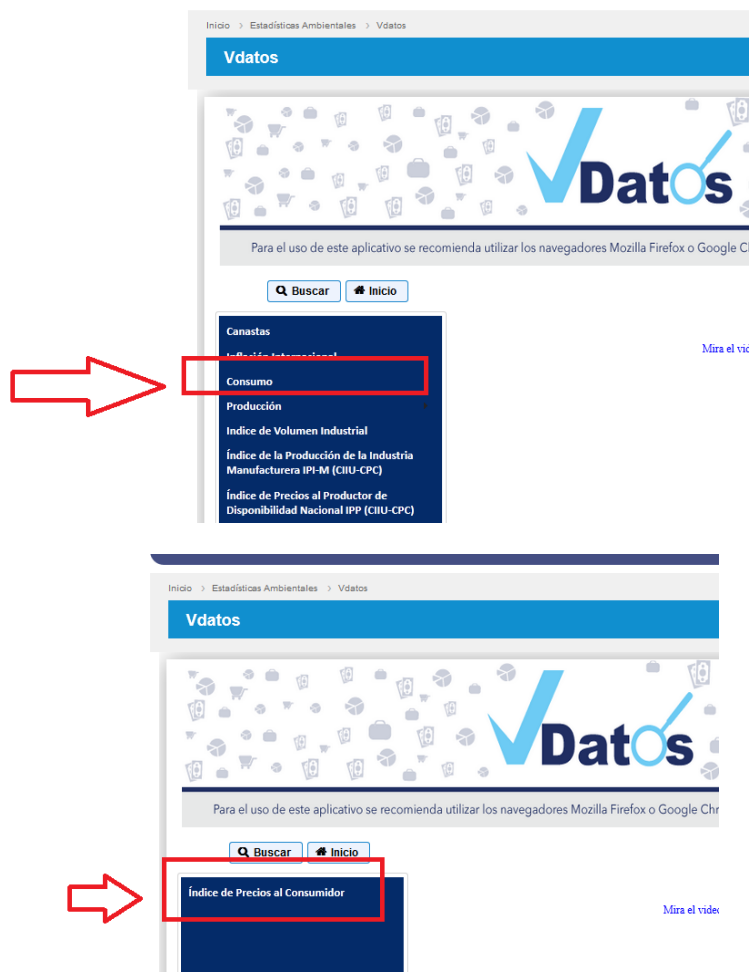 Inicio > Estadísticas Ambientales > Vdatos
Vdatos
Datos
Para el uso de este aplicativo se recomienda utilizar los navegadores Mozilla Firefox o Google C
Buscar Inicio
Canastas
Mira el vid
Inflación Internacional
Consumo
Producción
Indice de Volumen Industrial
Índice de la Producción de la Industria
Manufacturera IPI-M (CIIU-CPC)
Índice de Precios al Productor de
Disponibilidad Nacional IPP (CIIU-CPC)
Inicio > Estadísticas Ambientales > Vdatos
Vdatos
Datos
Para el uso de este aplicativo se recomienda utilizar los navegadores Mozilla Firefox o Google Chr
Buscar Inicio
Índice de Precios al Consumidor
Mira el video